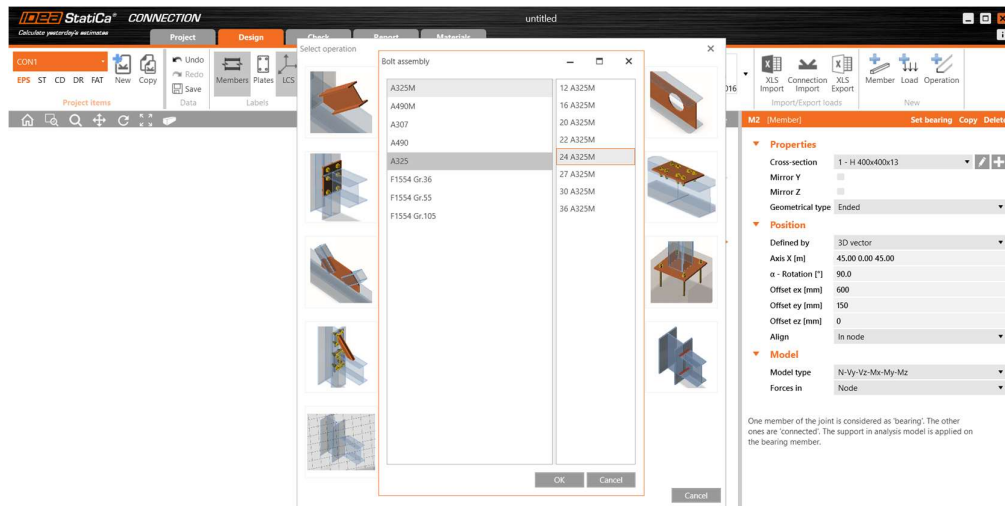 IDEA StatiCa® CONNECTION
untitled
Calculate yesterday's estimates
Project
Design
Check
Report
Materials
CON1
EPS ST CD DR FAT
New
Copy
Project items
Undo
Redo
Save
Data
Members
Plates
LCS
Labels
016
XLS Import
Connection Import
XLS Export
Import/Export loads
Member
Load
Operation
New
Select operation
Bolt assembly
A325M
A490M
A307
A490
A325
F1554 Gr.36
F1554 Gr.55
F1554 Gr.105
12 A325M
16 A325M
20 A325M
22 A325M
24 A325M
27 A325M
30 A325M
36 A325M
OK
Cancel
Cancel
M2 [Member]
Set bearing Copy Delete
Properties
Cross-section 1 - H 400x400x13
Mirror Y
Mirror Z
Geometrical type Ended
Position
Defined by 3D vector
Axis X [m] 45.00 0.00 45.00
α - Rotation [°] 90.0
Offset ex [mm] 600
Offset ey [mm] 150
Offset ez [mm] 0
Align In node
Model
Model type N-Vy-Vz-Mx-My-Mz
Forces in Node
One member of the joint is considered as 'bearing'. The other
ones are 'connected'. The support in analysis model is applied on
the bearing member.